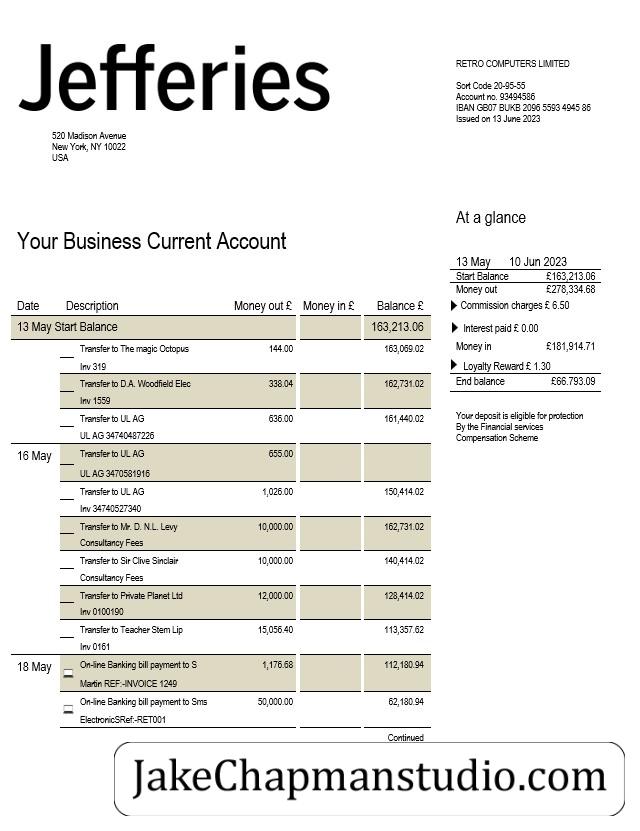 Jefferies
520 Madison Avenue
New York, NY 10022
USA
RETRO COMPUTERS LIMITED
Sort Code 20-95-55
Account no. 93494586
IBAN GB07 BUKB 2096 5593 4945 86
Issued on 13 June 2023
At a glance
13 May 10 Jun 2023
Start Balance £163,213.06
Money out £278,334.68
Commission charges £ 6.50
Interest paid £ 0.00
Money in £181,914.71
Loyalty Reward £ 1.30
End balance £66.793.09
Your deposit is eligible for protection
By the Financial services
Compensation Scheme
Your Business Current Account
Date Description Money out £ Money in £ Balance £
13 May Start Balance 163,213.06
Transfer to The magic Octopus 144.00 163,069.02
Inv 319
Transfer to D.A. Woodfield Elec 338.04 162,731.02
Inv 1559
Transfer to UL AG 636.00 161,440.02
UL AG 34740487226
16 May Transfer to UL AG 655.00
UL AG 3470581916
Transfer to UL AG 1,026.00 150,414.02
Inv 34740527340
Transfer to Mr. D. N.L. Levy 10,000.00 162,731.02
Consultancy Fees
Transfer to Sir Clive Sinclair 10,000.00 140,414.02
Consultancy Fees
Transfer to Private Planet Ltd 12,000.00 128,414.02
Inv 0100190
Transfer to Teacher Stem Lip 15,056.40 113,357.62
Inv 0161
18 May On-line Banking bill payment to S 1,176.68 112,180.94
Martin REF:-INVOICE 1249
On-line Banking bill payment to Sms 50,000.00 62,180.94
ElectronicSRef:-RET001
Continued
JakeChapmanstudio.com